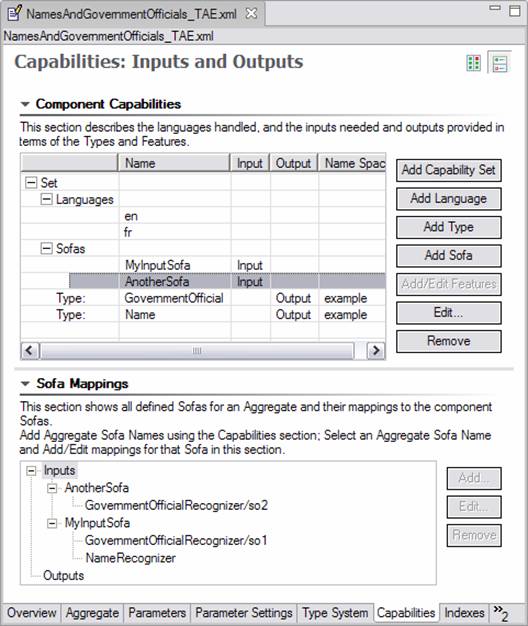 NamesAndGovernmentOfficials_TAE.xml
NamesAndGovernmentOfficials_TAE.xml
Capabilities: Inputs and Outputs
Component Capabilities
This section describes the languages handled, and the inputs needed and outputs provided in
terms of the Types and Features.
Name Input Output Name Spac
Set
Languages
en
fr
Sofas
MyInputSofa Input
AnotherSofa Input
Type: GovernmentOfficial Output example
Type: Name Output example
Add Capability Set
Add Language
Add Type
Add Sofa
Add/Edit Features
Edit...
Remove
Sofa Mappings
This section shows all defined Sofas for an Aggregate and their mappings to the component
Sofas.
Add Aggregate Sofa Names using the Capabilities section; Select an Aggregate Sofa Name
and Add/Edit mappings for that Sofa in this section.
Inputs
AnotherSofa
GovernmentOfficialRecognizer/so2
MyInputSofa
GovernmentOfficialRecognizer/so1
NameRecognizer
Outputs
Add...
Edit...
Remove
Overview Aggregate Parameters Parameter Settings Type System Capabilities Indexes »2